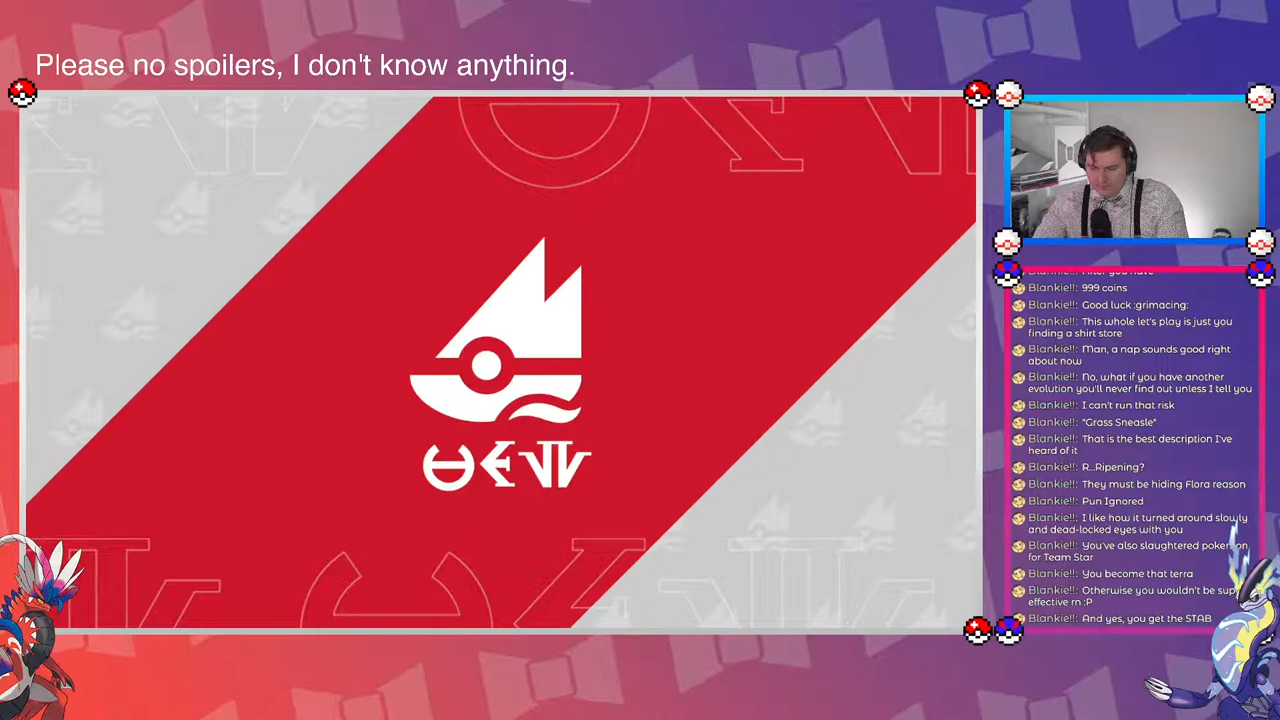 Please no spoilers, I don't know anything.
Blankie!!: 999 coins
Blankie!!: Good luck :grimacing:
Blankie!!: This whole let's play is just you
finding a shirt store
Blankie!!: Man, a nap sounds good right
about now
Blankie!!: No, what if you have another
evolution you'll never find out unless I tell you
Blankie!!: I can't run that risk
Blankie!!: "Grass Sneasle"
Blankie!!: That is the best description I've
heard of it
Blankie!!: R...Ripening?
Blankie!!: They must be hiding Flora reason
Blankie!!: Pun Ignored
Blankie!!: I like how it turned around slowly
and dead-locked eyes with you
Blankie!!: You've also slaughtered
for Team Star
Blankie!!: You become that terra
Blankie!!: Otherwise you wouldn't be
effective rn :P
Blankie!!: And yes, you get the STAB